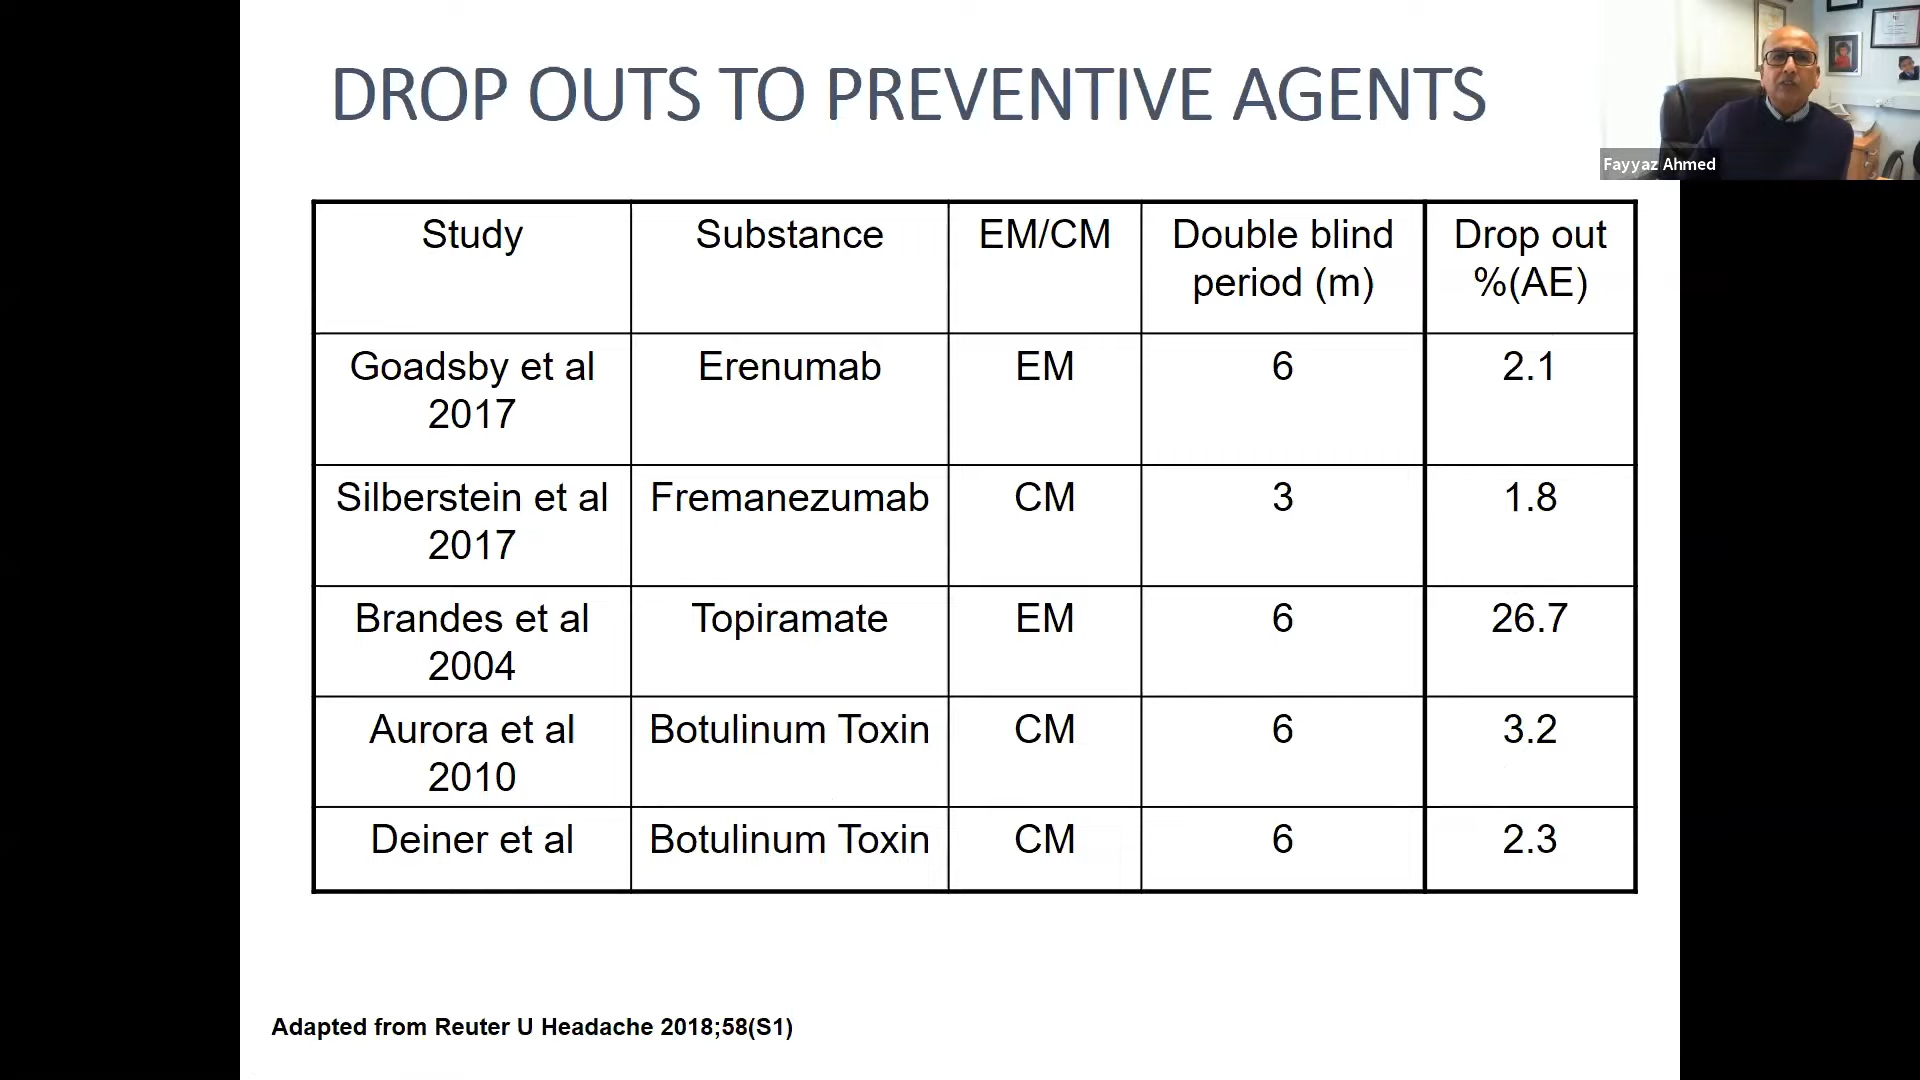 DROP OUTS TO PREVENTIVE AGENTS
Fayyaz Ahmed
Study Substance EM/CM Double blind period (m) Drop out %(AE)
Goadsby et al 2017 Erenumab EM 6 2.1
Silberstein et al 2017 Fremanezumab CM 3 1.8
Brandes et al 2004 Topiramate EM 6 26.7
Aurora et al 2010 Botulinum Toxin CM 6 3.2
Deiner et al Botulinum Toxin CM 6 2.3
Adapted from Reuter U Headache 2018;58(S1)